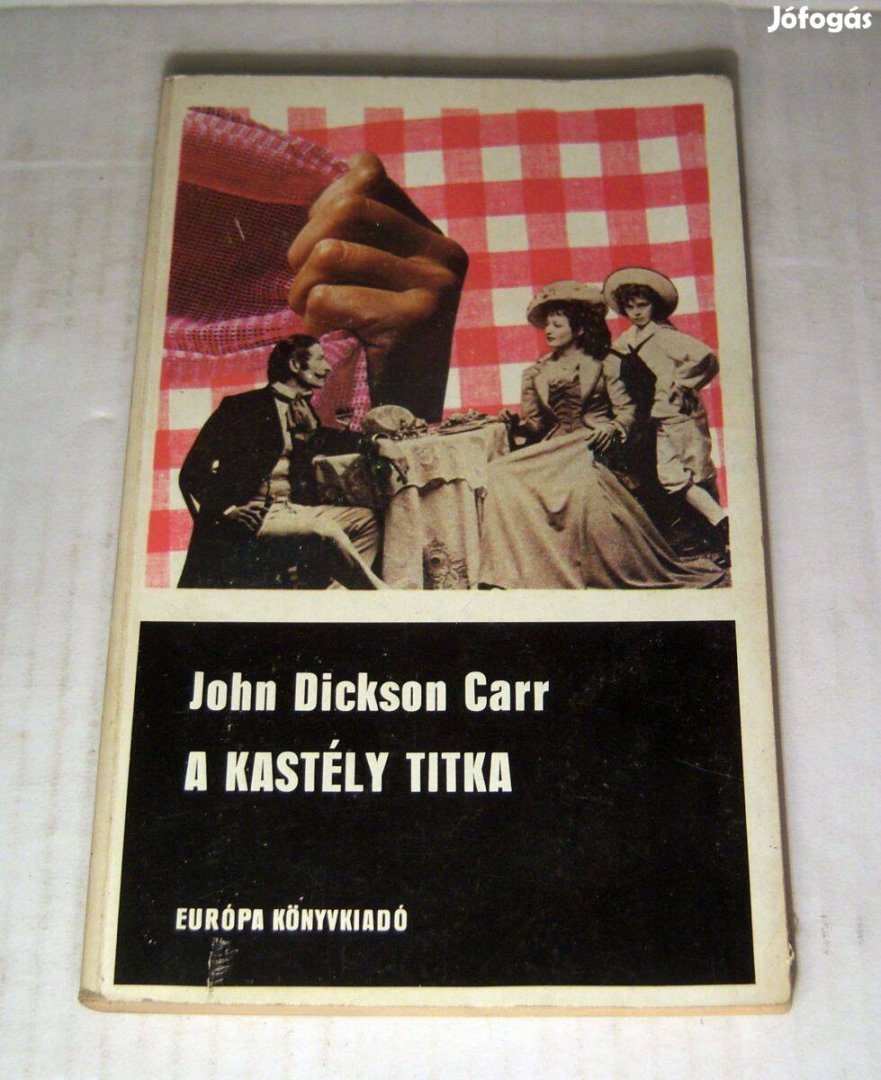 Jófogás
John Dickson Carr
A KASTÉLY TITKA
EURÓPA KÖNYVKIADÓ